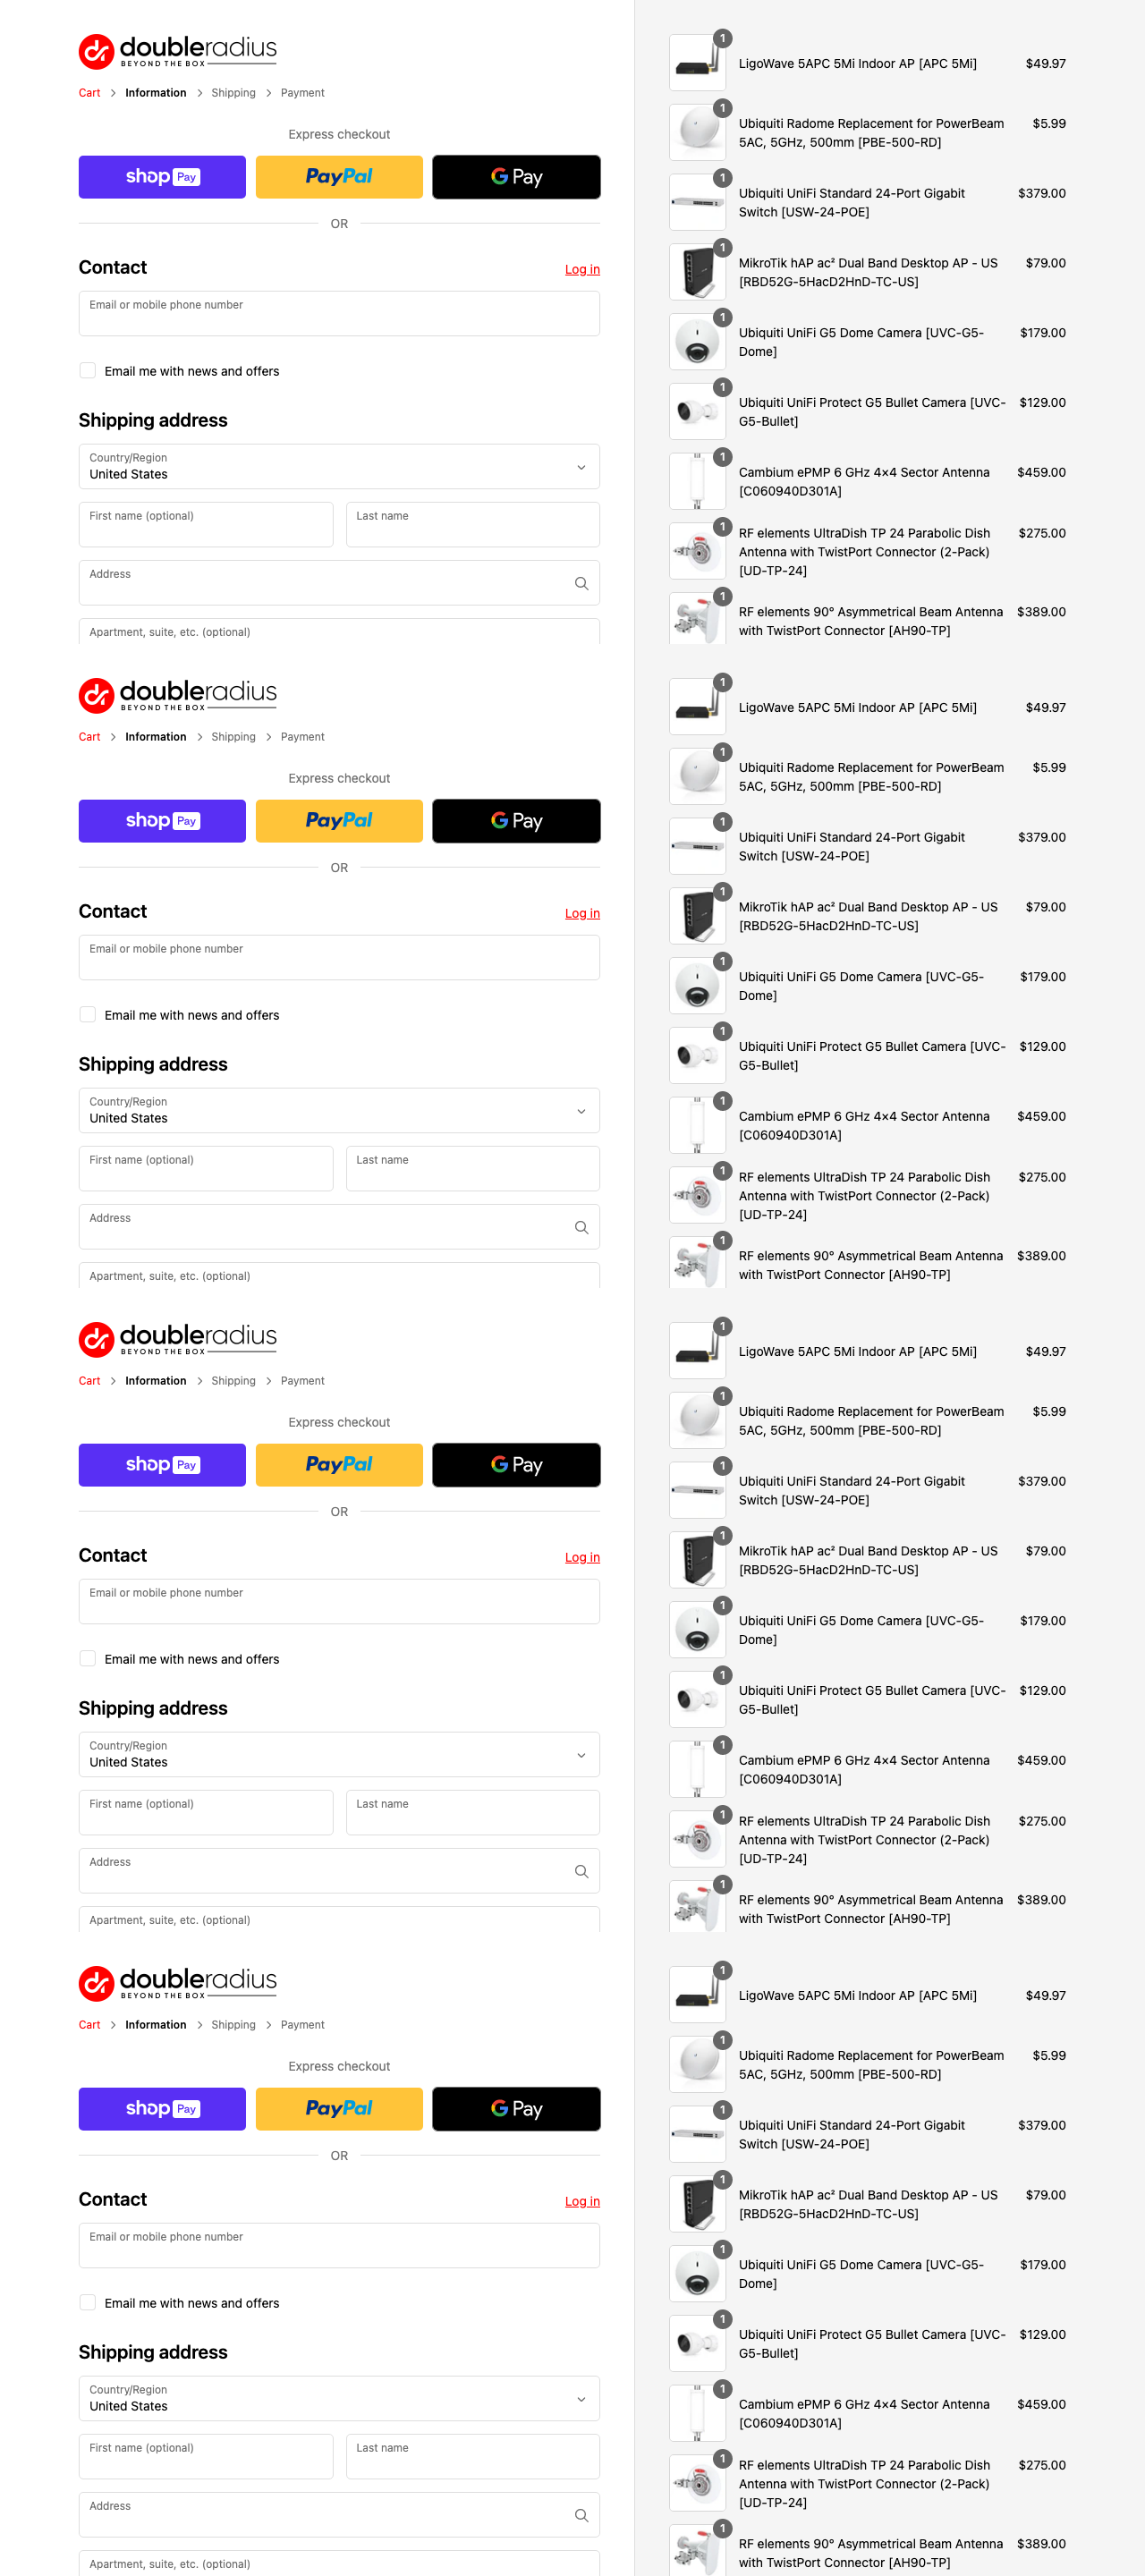 doubleradius
BEYOND THE BOX
Cart > Information > Shipping > Payment
Express checkout
shop Pay
PayPal
G Pay
OR
Contact
Log in
Email or mobile phone number
Email me with news and offers
Shipping address
Country/Region
United States
First name (optional)
Last name
Address
Apartment, suite, etc. (optional)
1
LigoWave 5APC 5Mi Indoor AP [APC 5Mi]
$49.97
1
Ubiquiti Radome Replacement for PowerBeam
5AC, 5GHz, 500mm [PBE-500-RD]
$5.99
1
Ubiquiti UniFi Standard 24-Port Gigabit
Switch [USW-24-POE]
$379.00
1
MikroTik hAP ac² Dual Band Desktop AP - US
[RBD52G-5HacD2HnD-TC-US]
$79.00
1
Ubiquiti UniFi G5 Dome Camera [UVC-G5-
Dome]
$179.00
1
Ubiquiti UniFi Protect G5 Bullet Camera [UVC-
G5-Bullet]
$129.00
1
Cambium ePMP 6 GHz 4×4 Sector Antenna
[C060940D301A]
$459.00
1
RF elements UltraDish TP 24 Parabolic Dish
Antenna with TwistPort Connector (2-Pack)
[UD-TP-24]
$275.00
1
RF elements 90° Asymmetrical Beam Antenna
with TwistPort Connector [AH90-TP]
$389.00
doubleradius
BEYOND THE BOX
Cart > Information > Shipping > Payment
Express checkout
shop Pay
PayPal
G Pay
OR
Contact
Log in
Email or mobile phone number
Email me with news and offers
Shipping address
Country/Region
United States
First name (optional)
Last name
Address
Apartment, suite, etc. (optional)
1
LigoWave 5APC 5Mi Indoor AP [APC 5Mi]
$49.97
1
Ubiquiti Radome Replacement for PowerBeam
5AC, 5GHz, 500mm [PBE-500-RD]
$5.99
1
Ubiquiti UniFi Standard 24-Port Gigabit
Switch [USW-24-POE]
$379.00
1
MikroTik hAP ac² Dual Band Desktop AP - US
[RBD52G-5HacD2HnD-TC-US]
$79.00
1
Ubiquiti UniFi G5 Dome Camera [UVC-G5-
Dome]
$179.00
1
Ubiquiti UniFi Protect G5 Bullet Camera [UVC-
G5-Bullet]
$129.00
1
Cambium ePMP 6 GHz 4×4 Sector Antenna
[C060940D301A]
$459.00
1
RF elements UltraDish TP 24 Parabolic Dish
Antenna with TwistPort Connector (2-Pack)
[UD-TP-24]
$275.00
1
RF elements 90° Asymmetrical Beam Antenna
with TwistPort Connector [AH90-TP]
$389.00
doubleradius
BEYOND THE BOX
Cart > Information > Shipping > Payment
Express checkout
shop Pay
PayPal
G Pay
OR
Contact
Log in
Email or mobile phone number
Email me with news and offers
Shipping address
Country/Region
United States
First name (optional)
Last name
Address
Apartment, suite, etc. (optional)
1
LigoWave 5APC 5Mi Indoor AP [APC 5Mi]
$49.97
1
Ubiquiti Radome Replacement for PowerBeam
5AC, 5GHz, 500mm [PBE-500-RD]
$5.99
1
Ubiquiti UniFi Standard 24-Port Gigabit
Switch [USW-24-POE]
$379.00
1
MikroTik hAP ac² Dual Band Desktop AP - US
[RBD52G-5HacD2HnD-TC-US]
$79.00
1
Ubiquiti UniFi G5 Dome Camera [UVC-G5-
Dome]
$179.00
1
Ubiquiti UniFi Protect G5 Bullet Camera [UVC-
G5-Bullet]
$129.00
1
Cambium ePMP 6 GHz 4×4 Sector Antenna
[C060940D301A]
$459.00
1
RF elements UltraDish TP 24 Parabolic Dish
Antenna with TwistPort Connector (2-Pack)
[UD-TP-24]
$275.00
1
RF elements 90° Asymmetrical Beam Antenna
with TwistPort Connector [AH90-TP]
$389.00
doubleradius
BEYOND THE BOX
Cart > Information > Shipping > Payment
Express checkout
shop Pay
PayPal
G Pay
OR
Contact
Log in
Email or mobile phone number
Email me with news and offers
Shipping address
Country/Region
United States
First name (optional)
Last name
Address
Apartment, suite, etc. (optional)
1
LigoWave 5APC 5Mi Indoor AP [APC 5Mi]
$49.97
1
Ubiquiti Radome Replacement for PowerBeam
5AC, 5GHz, 500mm [PBE-500-RD]
$5.99
1
Ubiquiti UniFi Standard 24-Port Gigabit
Switch [USW-24-POE]
$379.00
1
MikroTik hAP ac² Dual Band Desktop AP - US
[RBD52G-5HacD2HnD-TC-US]
$79.00
1
Ubiquiti UniFi G5 Dome Camera [UVC-G5-
Dome]
$179.00
1
Ubiquiti UniFi Protect G5 Bullet Camera [UVC-
G5-Bullet]
$129.00
1
Cambium ePMP 6 GHz 4×4 Sector Antenna
[C060940D301A]
$459.00
1
RF elements UltraDish TP 24 Parabolic Dish
Antenna with TwistPort Connector (2-Pack)
[UD-TP-24]
$275.00
1
RF elements 90° Asymmetrical Beam Antenna
with TwistPort Connector [AH90-TP]
$389.00